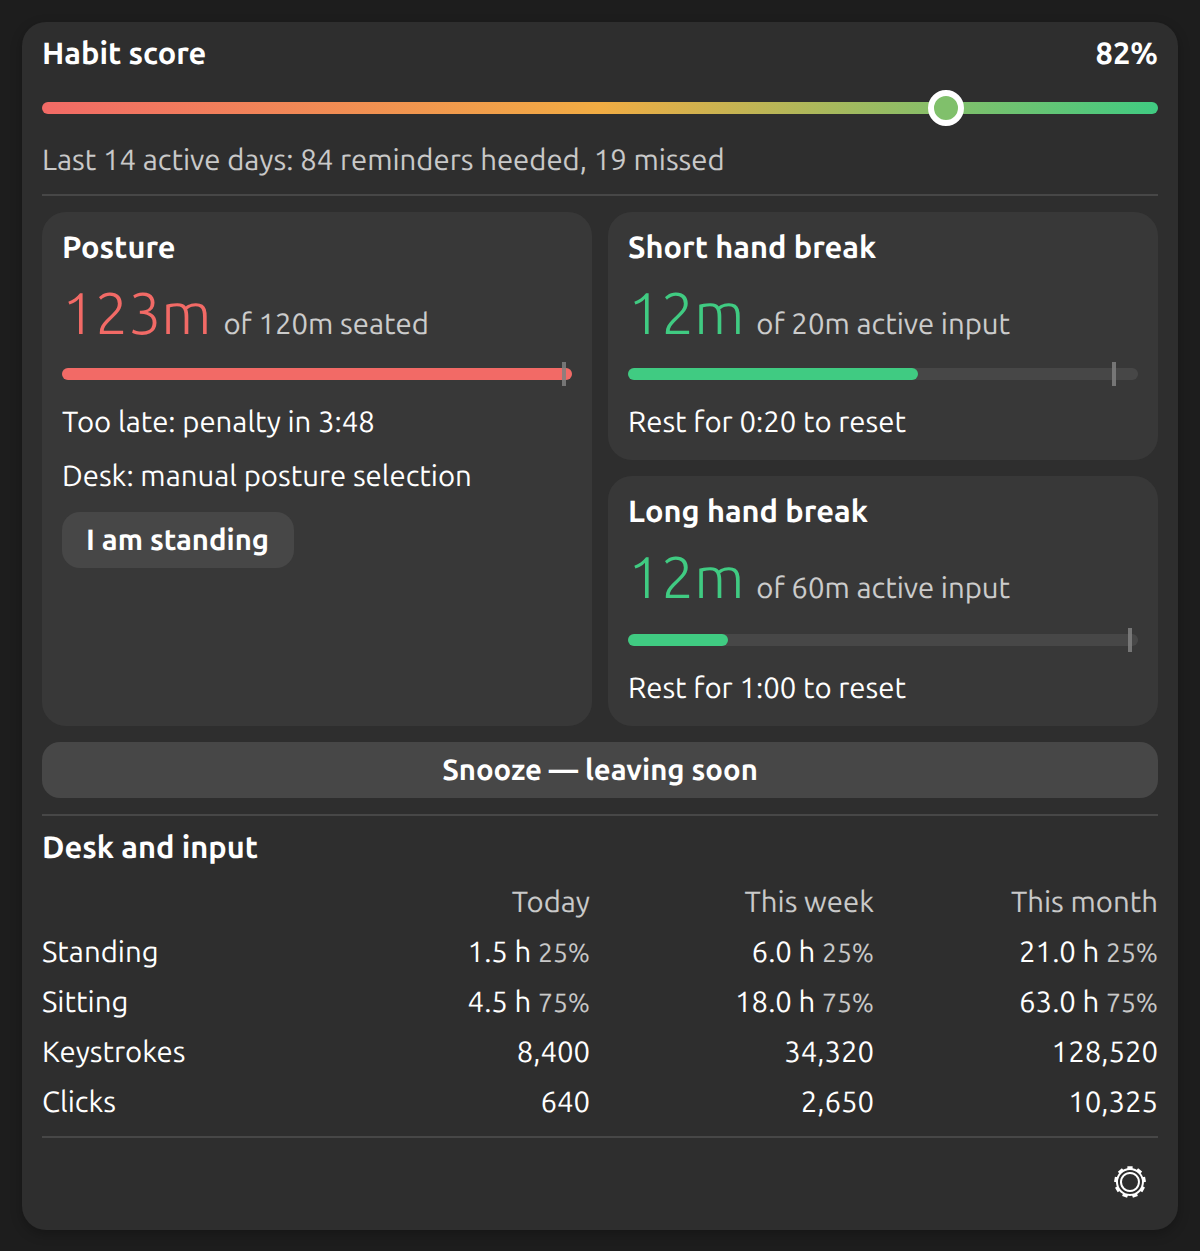 Habit score 82%
Last 14 active days: 84 reminders heeded, 19 missed
Posture
123m of 120m seated
Too late: penalty in 3:48
Desk: manual posture selection
I am standing
Short hand break
12m of 20m active input
Rest for 0:20 to reset
Long hand break
12m of 60m active input
Rest for 1:00 to reset
Snooze — leaving soon
Desk and input
Today This week This month
Standing 1.5 h 25% 6.0 h 25% 21.0 h 25%
Sitting 4.5 h 75% 18.0 h 75% 63.0 h 75%
Keystrokes 8,400 34,320 128,520
Clicks 640 2,650 10,325